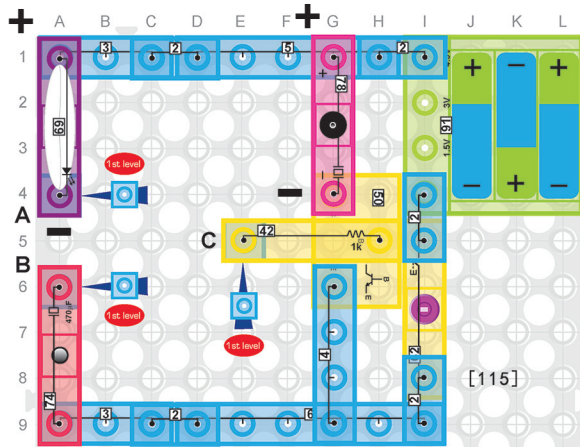 + A B C D E F + G H I J K L
1 3 2 5 2
+ 78 + − +
2 3V
69 91
3 1.5V
1st level
4 − − 50 2 − + −
A
− 5 C 42 1k B
B
6 B E E
470µF 1st level
7 1st level 4
8 74 2 [115]
9 3 2 6